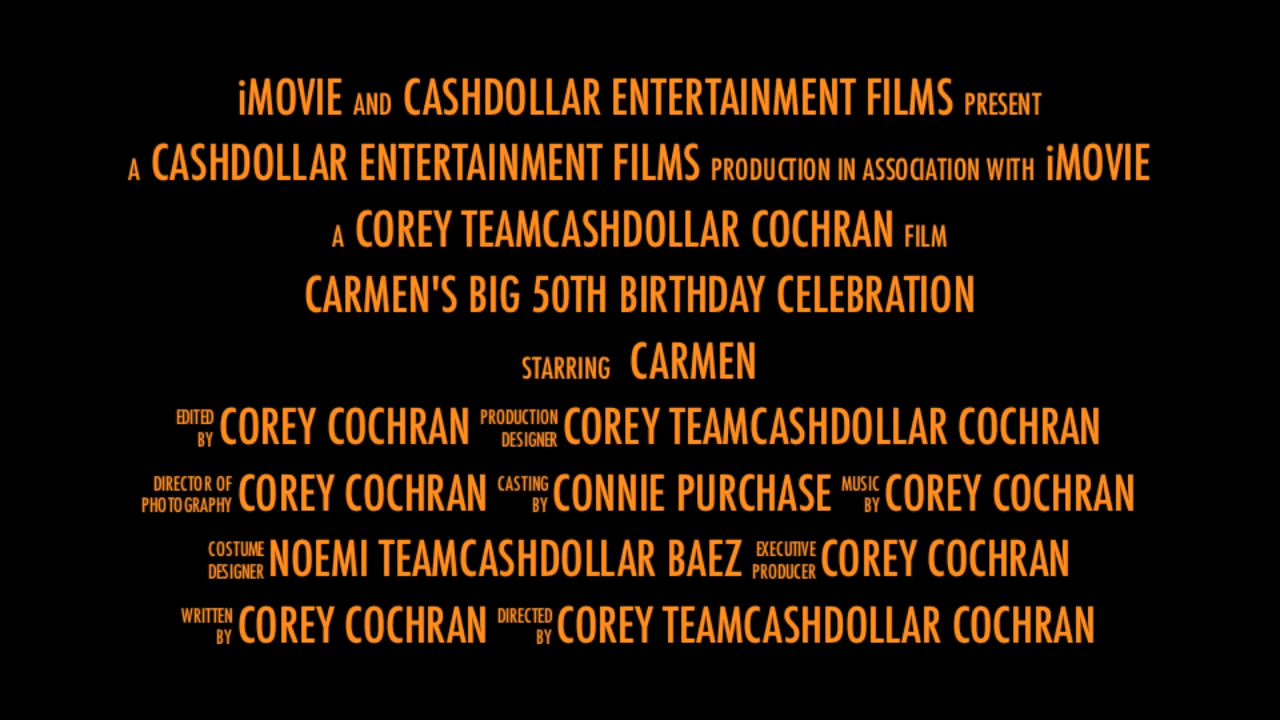 iMOVIE AND CASHDOLLAR ENTERTAINMENT FILMS PRESENT
A CASHDOLLAR ENTERTAINMENT FILMS PRODUCTION IN ASSOCIATION WITH iMOVIE
A COREY TEAMCASHDOLLAR COCHRAN FILM
CARMEN'S BIG 50TH BIRTHDAY CELEBRATION
STARRING CARMEN
EDITED BY COREY COCHRAN PRODUCTION DESIGNER COREY TEAMCASHDOLLAR COCHRAN
DIRECTOR OF PHOTOGRAPHY COREY COCHRAN CASTING BY CONNIE PURCHASE MUSIC BY COREY COCHRAN
COSTUME DESIGNER NOEMI TEAMCASHDOLLAR BAEZ EXECUTIVE PRODUCER COREY COCHRAN
WRITTEN BY COREY COCHRAN DIRECTED BY COREY TEAMCASHDOLLAR COCHRAN